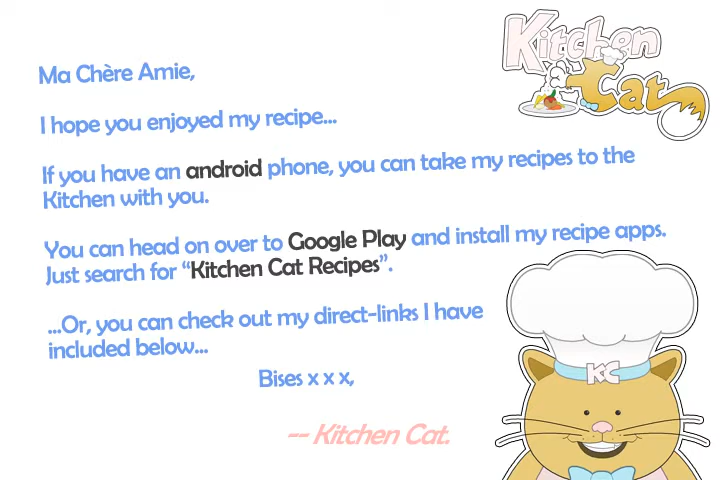 Kitchen
Cat
Ma Chère Amie,
I hope you enjoyed my recipe...
If you have an android phone, you can take my recipes to the
Kitchen with you.
You can head on over to Google Play and install my recipe apps.
Just search for “Kitchen Cat Recipes”.
...Or, you can check out my direct-links I have
included below...
Bises x x x,
-- Kitchen Cat.
KC